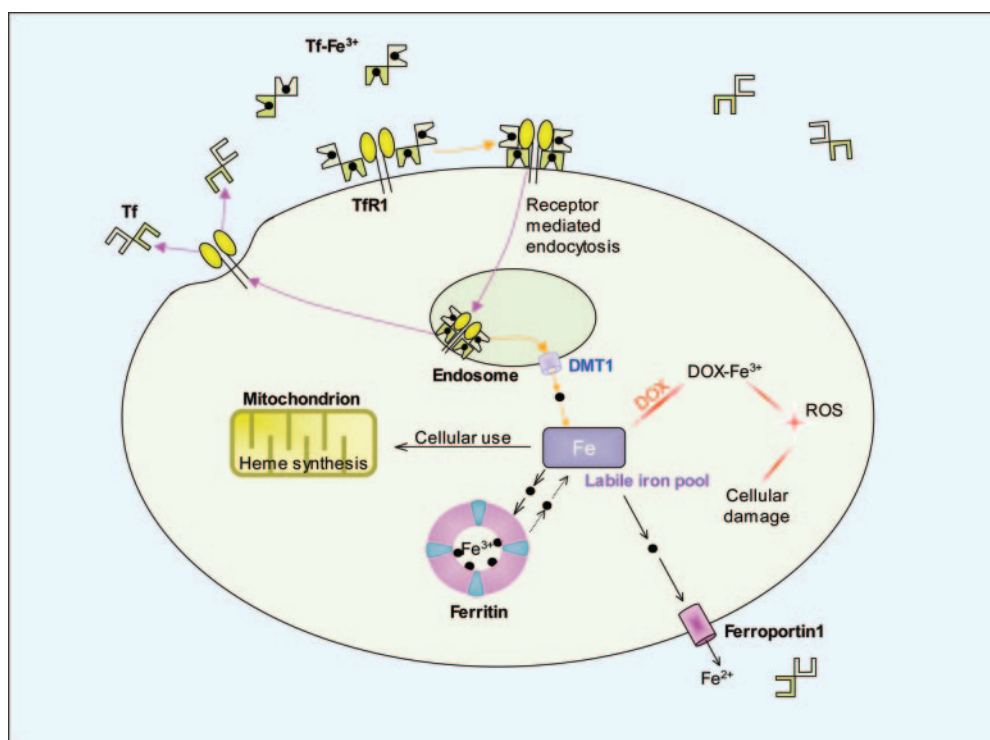 Tf-Fe³⁺
TfR1
Tf
Receptor
mediated
endocytosis
Endosome
DMT1
DOX
DOX-Fe³⁺
ROS
Mitochondrion
Heme synthesis
Cellular use
Fe
Labile iron pool
Cellular
damage
Fe³⁺
Ferritin
Ferroportin1
Fe²⁺